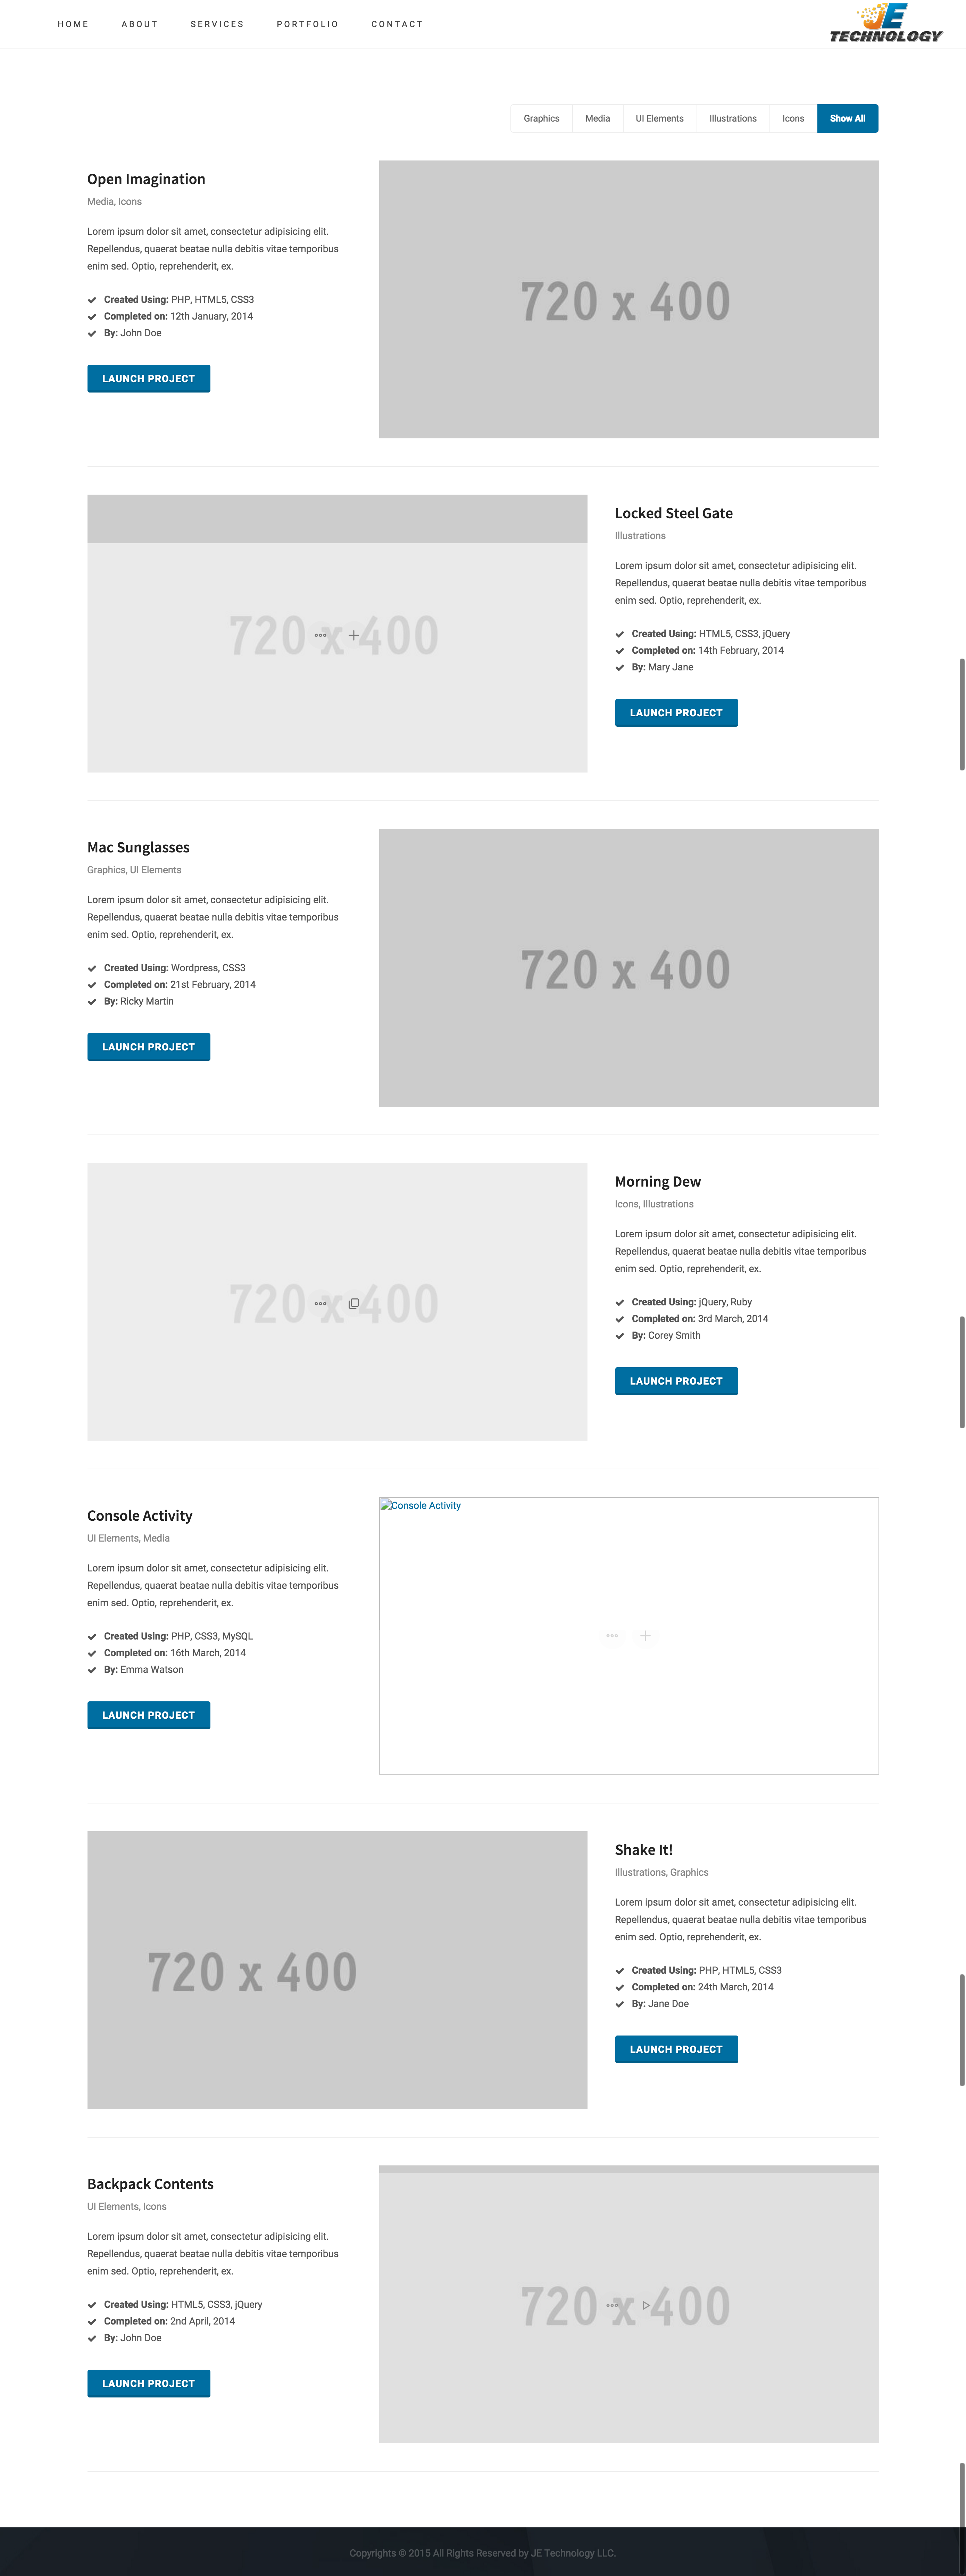 HOME ABOUT SERVICES PORTFOLIO CONTACT
JE
TECHNOLOGY
Graphics Media UI Elements Illustrations Icons Show All
Open Imagination
Media, Icons
Lorem ipsum dolor sit amet, consectetur adipisicing elit.
Repellendus, quaerat beatae nulla debitis vitae temporibus
enim sed. Optio, reprehenderit, ex.
Created Using: PHP, HTML5, CSS3
Completed on: 12th January, 2014
By: John Doe
LAUNCH PROJECT
720 x 400
720 x 400
Locked Steel Gate
Illustrations
Lorem ipsum dolor sit amet, consectetur adipisicing elit.
Repellendus, quaerat beatae nulla debitis vitae temporibus
enim sed. Optio, reprehenderit, ex.
Created Using: HTML5, CSS3, jQuery
Completed on: 14th February, 2014
By: Mary Jane
LAUNCH PROJECT
Mac Sunglasses
Graphics, UI Elements
Lorem ipsum dolor sit amet, consectetur adipisicing elit.
Repellendus, quaerat beatae nulla debitis vitae temporibus
enim sed. Optio, reprehenderit, ex.
Created Using: Wordpress, CSS3
Completed on: 21st February, 2014
By: Ricky Martin
LAUNCH PROJECT
720 x 400
720 x 400
Morning Dew
Icons, Illustrations
Lorem ipsum dolor sit amet, consectetur adipisicing elit.
Repellendus, quaerat beatae nulla debitis vitae temporibus
enim sed. Optio, reprehenderit, ex.
Created Using: jQuery, Ruby
Completed on: 3rd March, 2014
By: Corey Smith
LAUNCH PROJECT
Console Activity
UI Elements, Media
Lorem ipsum dolor sit amet, consectetur adipisicing elit.
Repellendus, quaerat beatae nulla debitis vitae temporibus
enim sed. Optio, reprehenderit, ex.
Created Using: PHP, CSS3, MySQL
Completed on: 16th March, 2014
By: Emma Watson
LAUNCH PROJECT
Console Activity
720 x 400
Shake It!
Illustrations, Graphics
Lorem ipsum dolor sit amet, consectetur adipisicing elit.
Repellendus, quaerat beatae nulla debitis vitae temporibus
enim sed. Optio, reprehenderit, ex.
Created Using: PHP, HTML5, CSS3
Completed on: 24th March, 2014
By: Jane Doe
LAUNCH PROJECT
Backpack Contents
UI Elements, Icons
Lorem ipsum dolor sit amet, consectetur adipisicing elit.
Repellendus, quaerat beatae nulla debitis vitae temporibus
enim sed. Optio, reprehenderit, ex.
Created Using: HTML5, CSS3, jQuery
Completed on: 2nd April, 2014
By: John Doe
LAUNCH PROJECT
720 x 400
Copyrights © 2015 All Rights Reserved by JE Technology LLC.